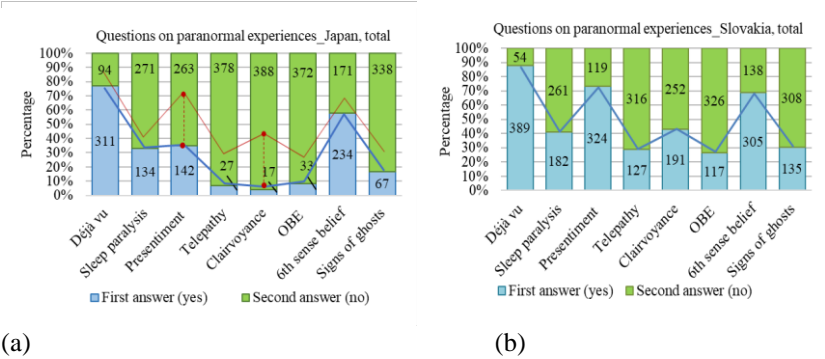 Questions on paranormal experiences_Japan, total
Percentage
100%
90%
80%
70%
60%
50%
40%
30%
20%
10%
0%
94 271 263 378 388 372 171 338
311 134 142 27 17 33 234 67
Déjà vu
Sleep paralysis
Presentiment
Telepathy
Clairvoyance
OBE
6th sense belief
Signs of ghosts
First answer (yes) Second answer (no)
(a)
Questions on paranormal experiences_Slovakia, total
Percentage
100%
90%
80%
70%
60%
50%
40%
30%
20%
10%
0%
54 261 119 316 252 326 138 308
389 182 324 127 191 117 305 135
Déjà vu
Sleep paralysis
Presentiment
Telepathy
Clairvoyance
OBE
6th sense belief
Signs of ghosts
First answer (yes) Second answer (no)
(b)